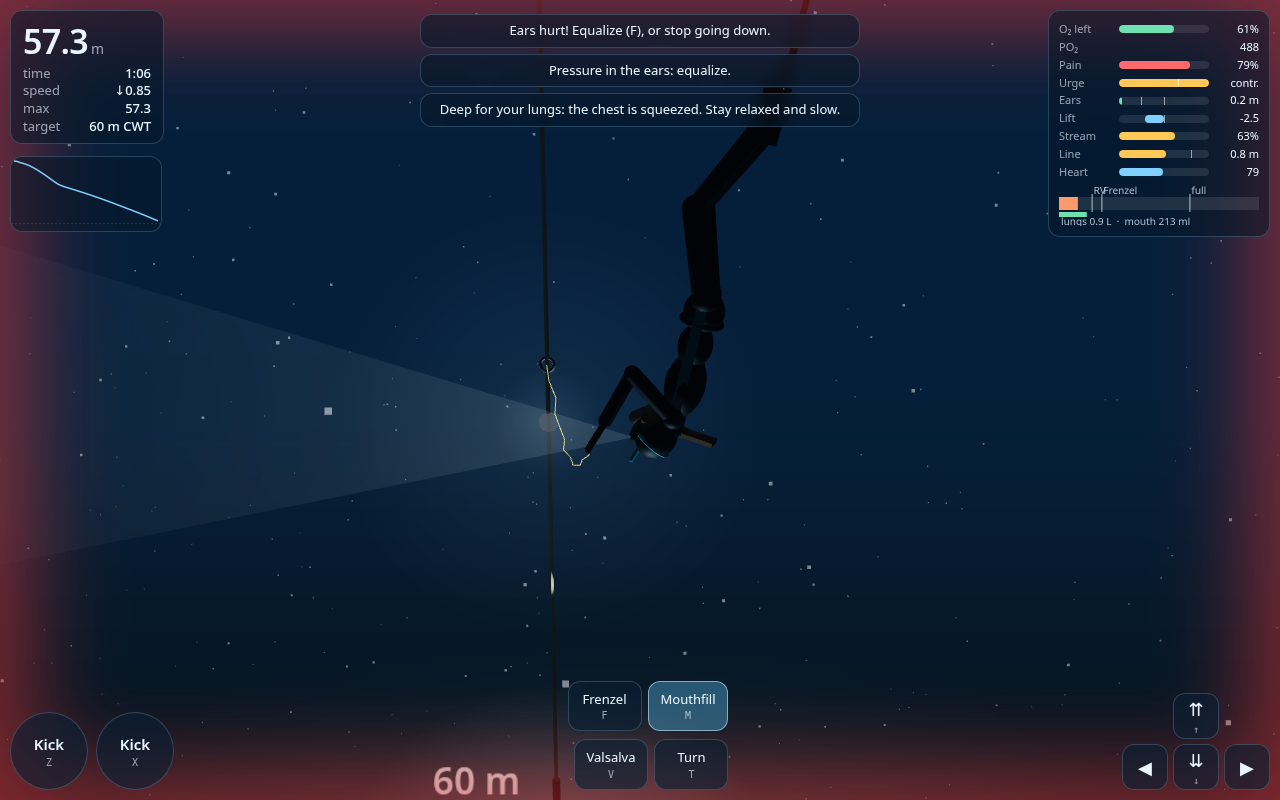 57.3 m
time 1:06
speed ↓0.85
max 57.3
target 60 m CWT
Ears hurt! Equalize (F), or stop going down.
Pressure in the ears: equalize.
Deep for your lungs: the chest is squeezed. Stay relaxed and slow.
O₂ left 61%
PO₂ 488
Pain 79%
Urge contr.
Ears 0.2 m
Lift -2.5
Stream 63%
Line 0.8 m
Heart 79
RV Frenzel full
lungs 0.9 L · mouth 213 ml
60 m
Kick
Z
Kick
X
Frenzel
F
Mouthfill
M
Valsalva
V
Turn
T
⇈
↑
◀
⇊
↓
▶